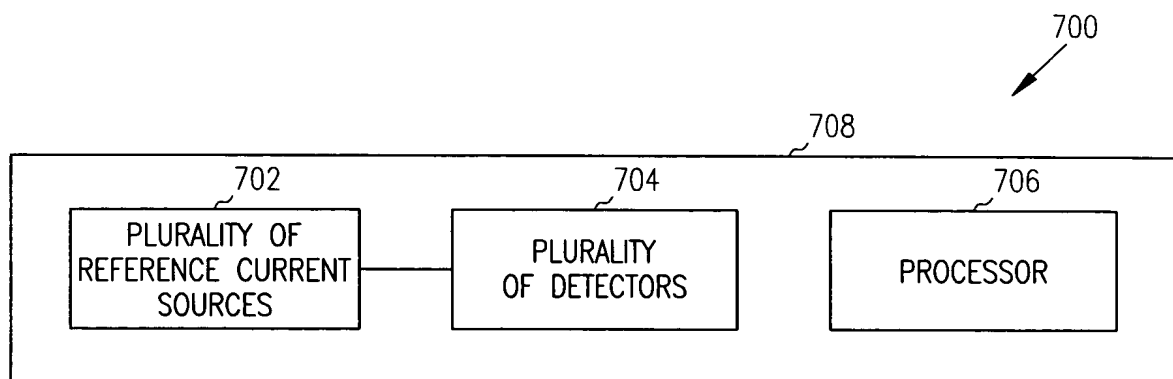 700
708
702
704
706
PLURALITY OF
REFERENCE CURRENT
SOURCES
PLURALITY
OF DETECTORS
PROCESSOR